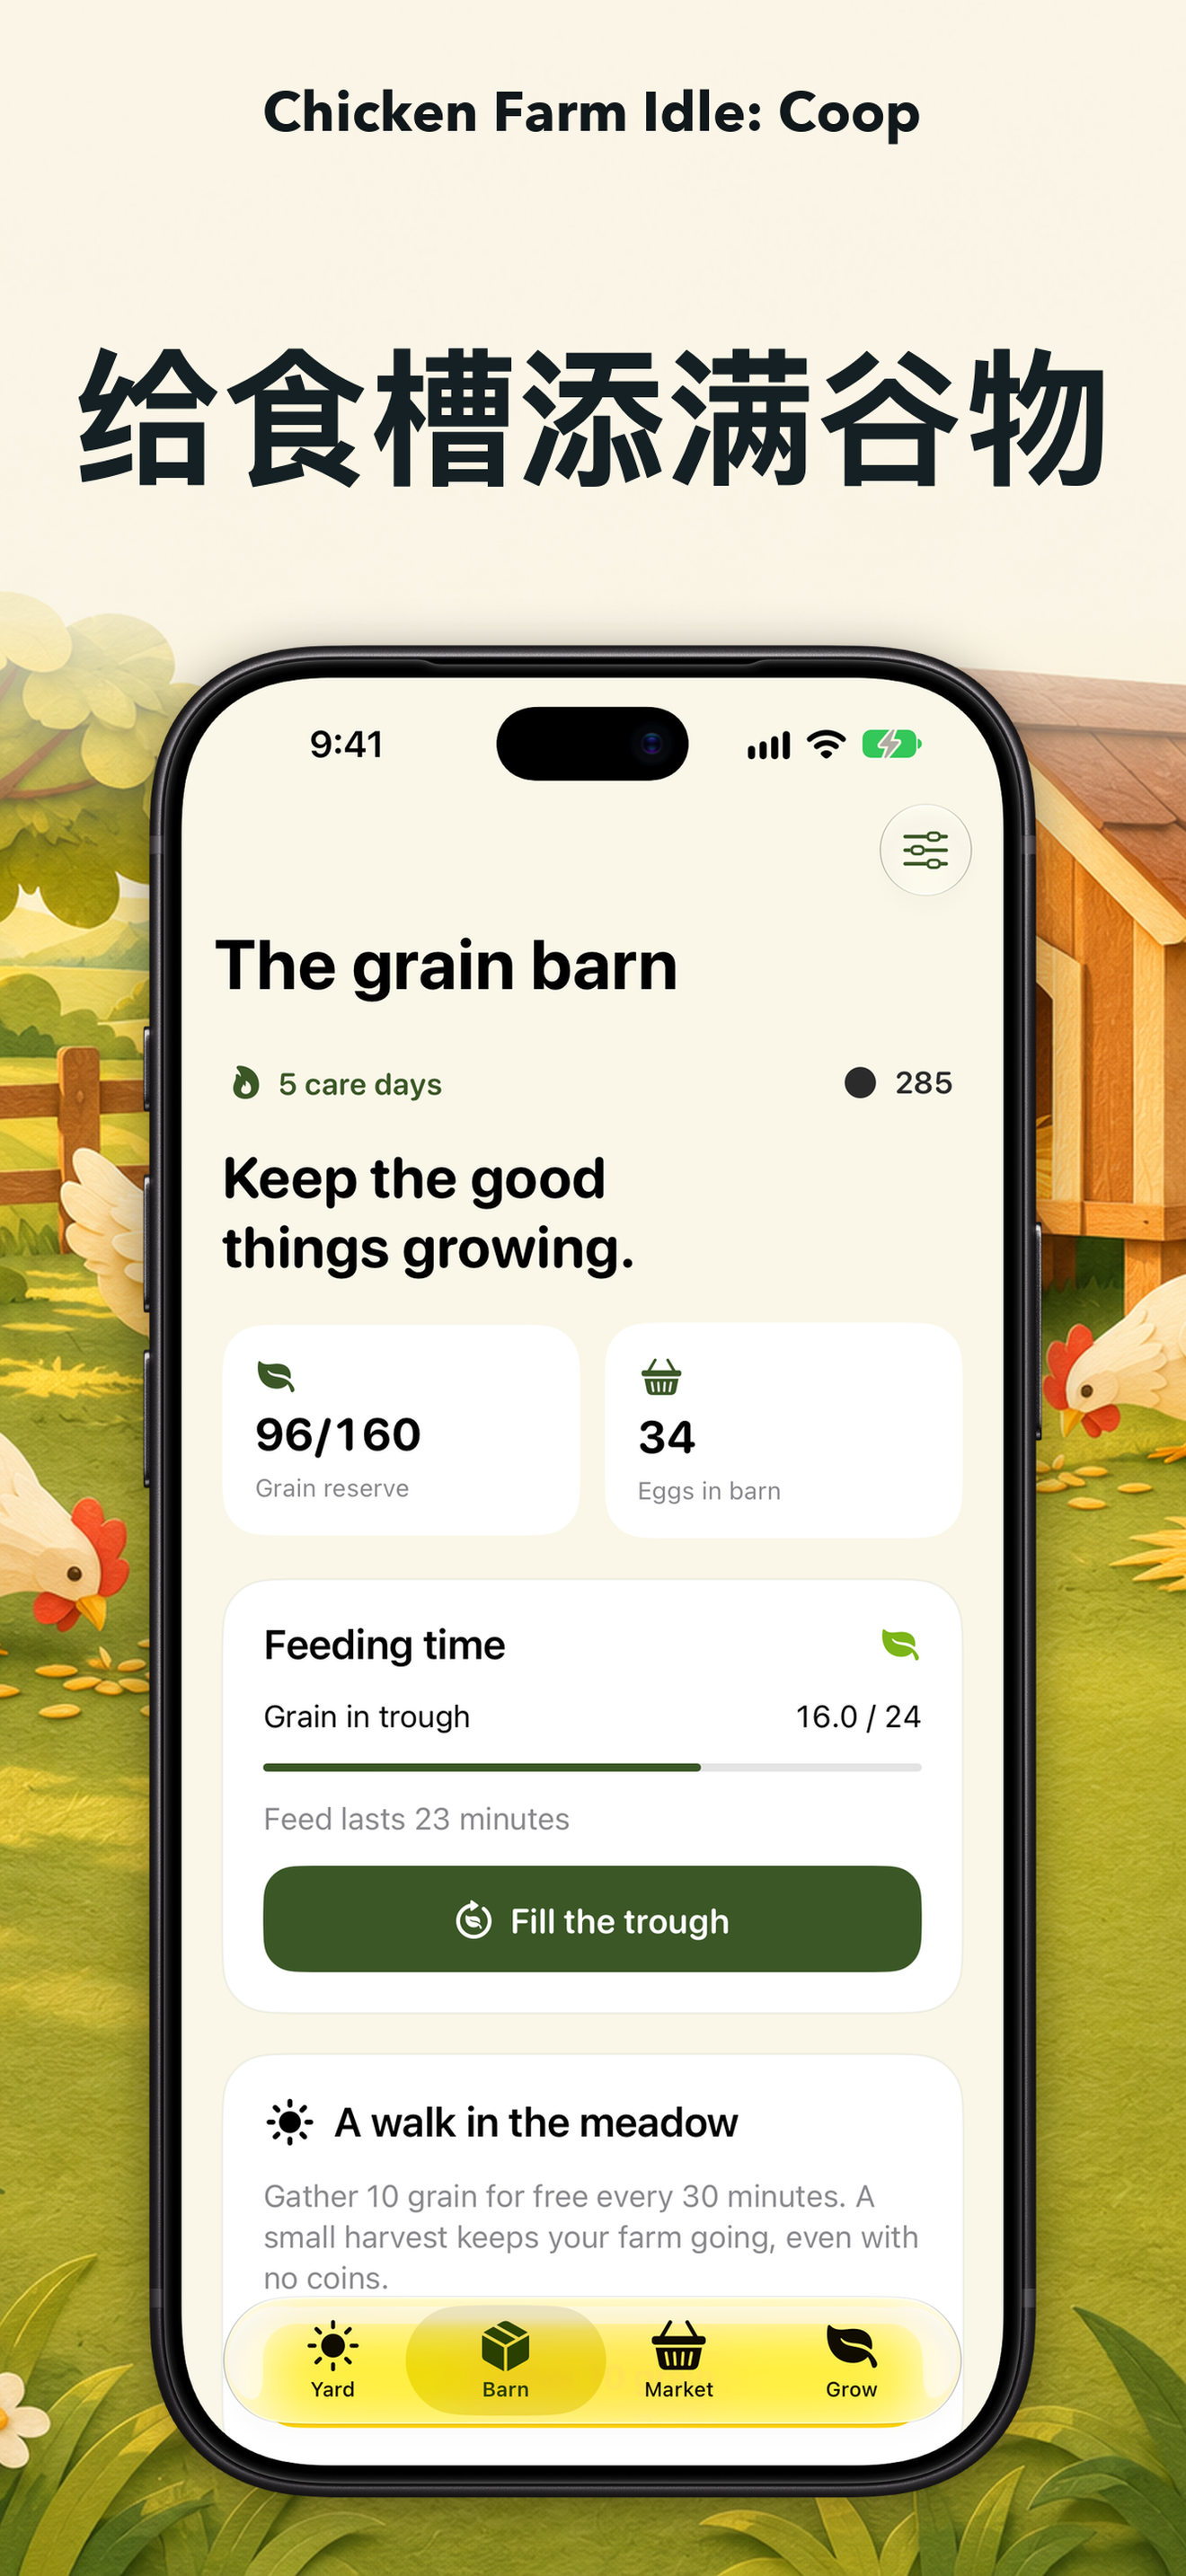 Chicken Farm Idle: Coop
给食槽添满谷物
9:41
The grain barn
5 care days
285
Keep the good
things growing.
96/160
Grain reserve
34
Eggs in barn
Feeding time
Grain in trough
16.0 / 24
Feed lasts 23 minutes
Fill the trough
A walk in the meadow
Gather 10 grain for free every 30 minutes. A
small harvest keeps your farm going, even with
no coins.
Yard
Barn
Market
Grow